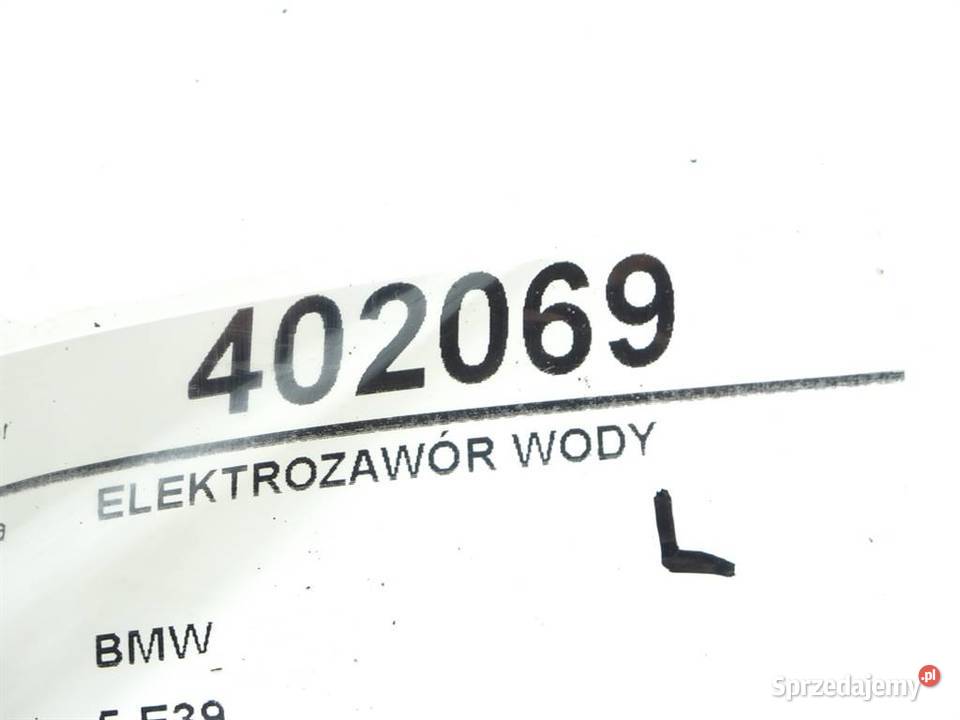 402069
ELEKTROZAWÓR WODY
L
BMW
5 E39
Sprzedajemy.pl